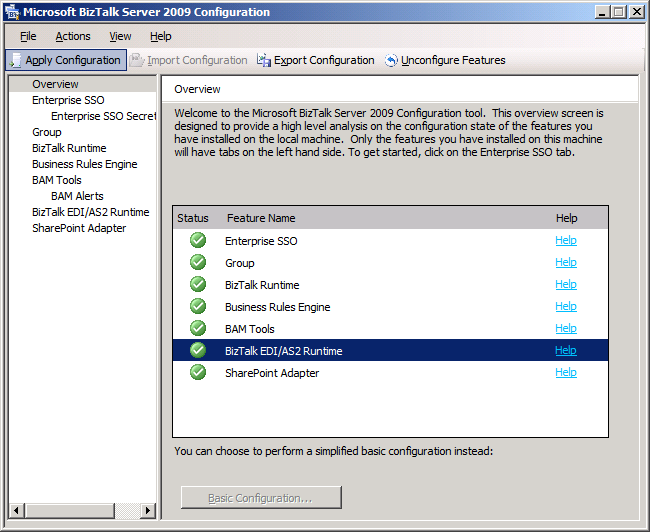 Microsoft BizTalk Server 2009 Configuration
File Actions View Help
Apply Configuration Import Configuration Export Configuration Unconfigure Features
Overview
Enterprise SSO
Enterprise SSO Secret
Group
BizTalk Runtime
Business Rules Engine
BAM Tools
BAM Alerts
BizTalk EDI/AS2 Runtime
SharePoint Adapter
Overview
Welcome to the Microsoft BizTalk Server 2009 Configuration tool. This overview screen is
designed to provide a high level analysis on the configuration state of the features you
have installed on the local machine. Only the features you have installed on this machine
will have tabs on the left hand side. To get started, click on the Enterprise SSO tab.
Status Feature Name Help
Enterprise SSO Help
Group Help
BizTalk Runtime Help
Business Rules Engine Help
BAM Tools Help
BizTalk EDI/AS2 Runtime Help
SharePoint Adapter Help
You can choose to perform a simplified basic configuration instead:
Basic Configuration...